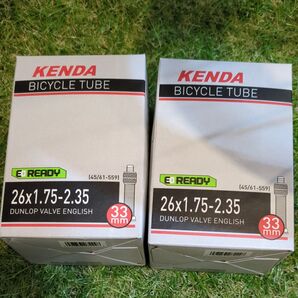 KENDA
BICYCLE TUBE
E READY
(45/61-559)
26x1.75-2.35
DUNLOP VALVE ENGLISH
33
mm
KENDA
BICYCLE TUBE
E READY
(45/61-559)
26x1.75-2.35
DUNLOP VALVE ENGLISH
33
mm